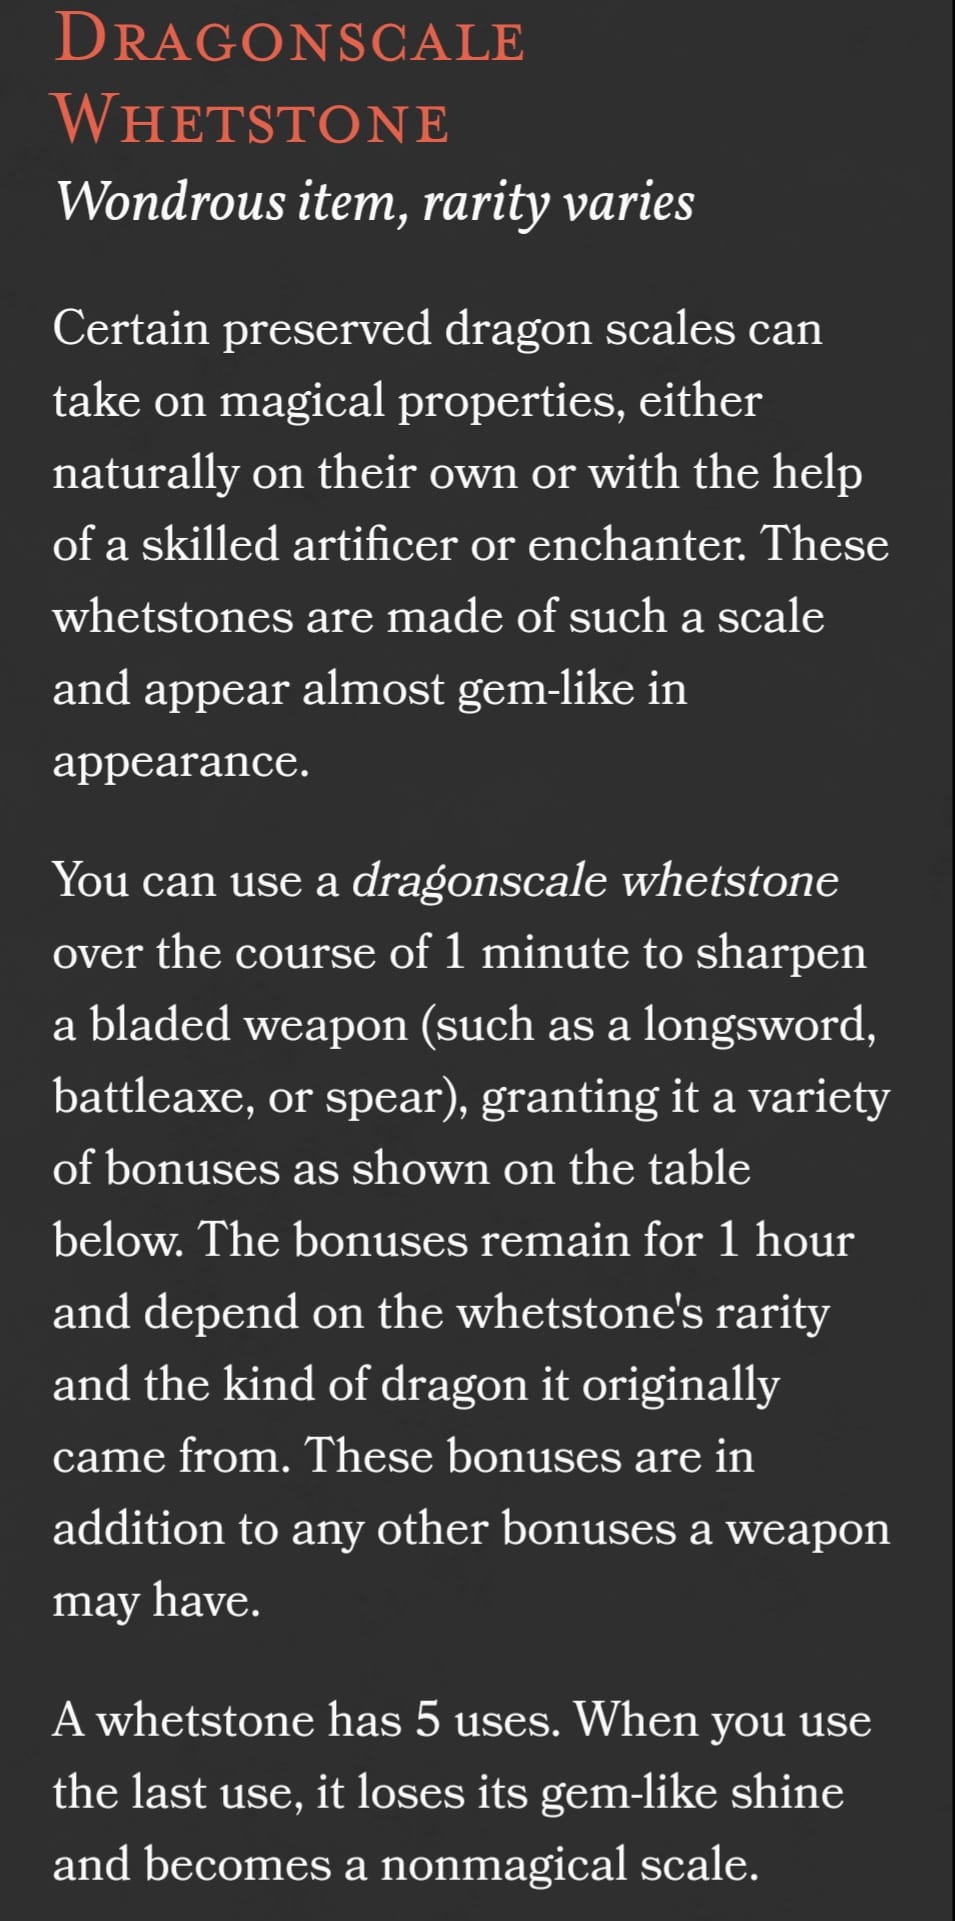 Dragonscale
Whetstone
Wondrous item, rarity varies
Certain preserved dragon scales can
take on magical properties, either
naturally on their own or with the help
of a skilled artificer or enchanter. These
whetstones are made of such a scale
and appear almost gem-like in
appearance.
You can use a dragonscale whetstone
over the course of 1 minute to sharpen
a bladed weapon (such as a longsword,
battleaxe, or spear), granting it a variety
of bonuses as shown on the table
below. The bonuses remain for 1 hour
and depend on the whetstone's rarity
and the kind of dragon it originally
came from. These bonuses are in
addition to any other bonuses a weapon
may have.
A whetstone has 5 uses. When you use
the last use, it loses its gem-like shine
and becomes a nonmagical scale.